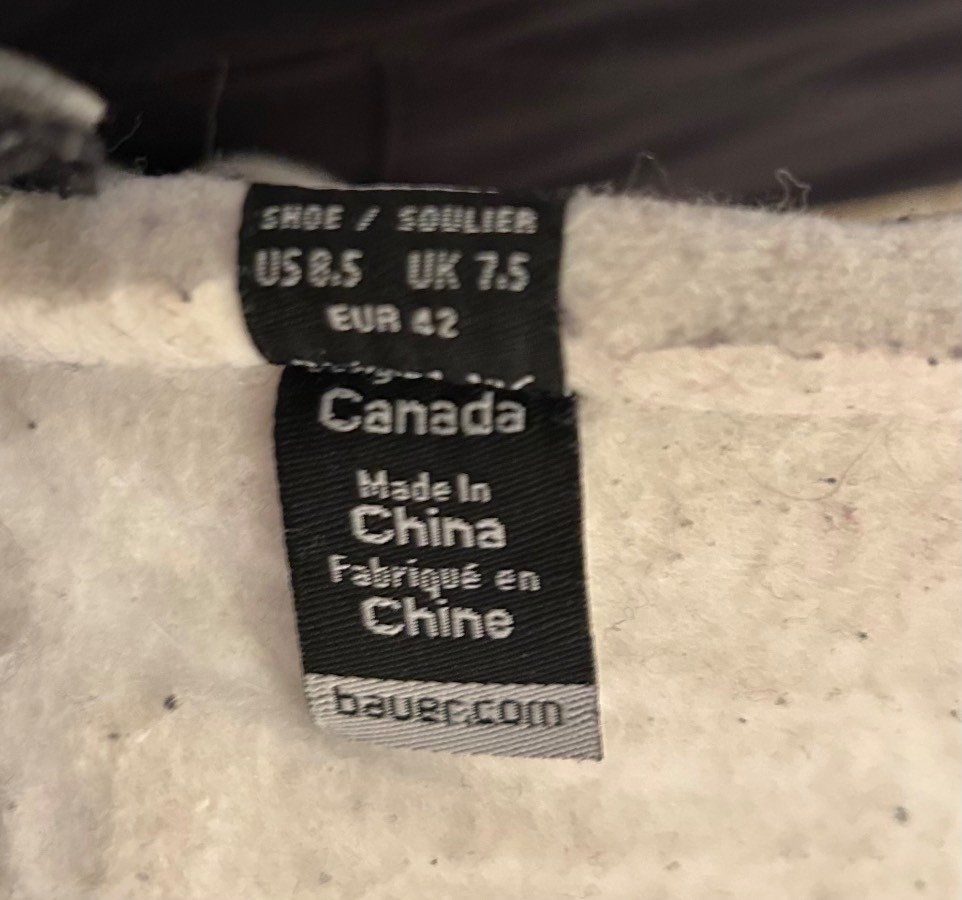 SHOE / SOULIER
US 8.5 UK 7.5
EUR 42
Canada
Made In
China
Fabriqué en
Chine
bauer.com